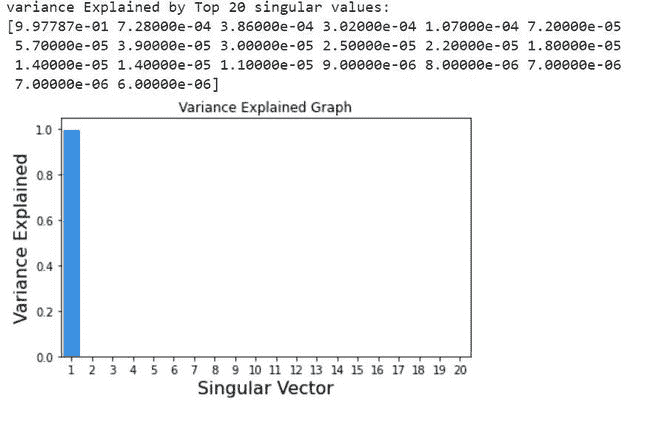 variance Explained by Top 20 singular values:
[9.97787e-01 7.28000e-04 3.86000e-04 3.02000e-04 1.07000e-04 7.20000e-05
5.70000e-05 3.90000e-05 3.00000e-05 2.50000e-05 2.20000e-05 1.80000e-05
1.40000e-05 1.40000e-05 1.10000e-05 9.00000e-06 8.00000e-06 7.00000e-06
7.00000e-06 6.00000e-06]
Variance Explained Graph
Variance Explained
1.0
0.8
0.6
0.4
0.2
0.0
1 2 3 4 5 6 7 8 9 10 11 12 13 14 15 16 17 18 19 20
Singular Vector